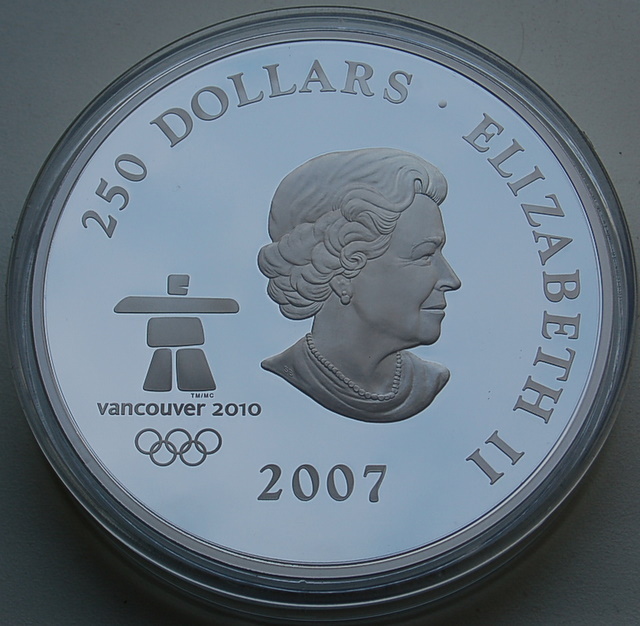 250 DOLLARS · ELIZABETH II
TM/MC
vancouver 2010
2007